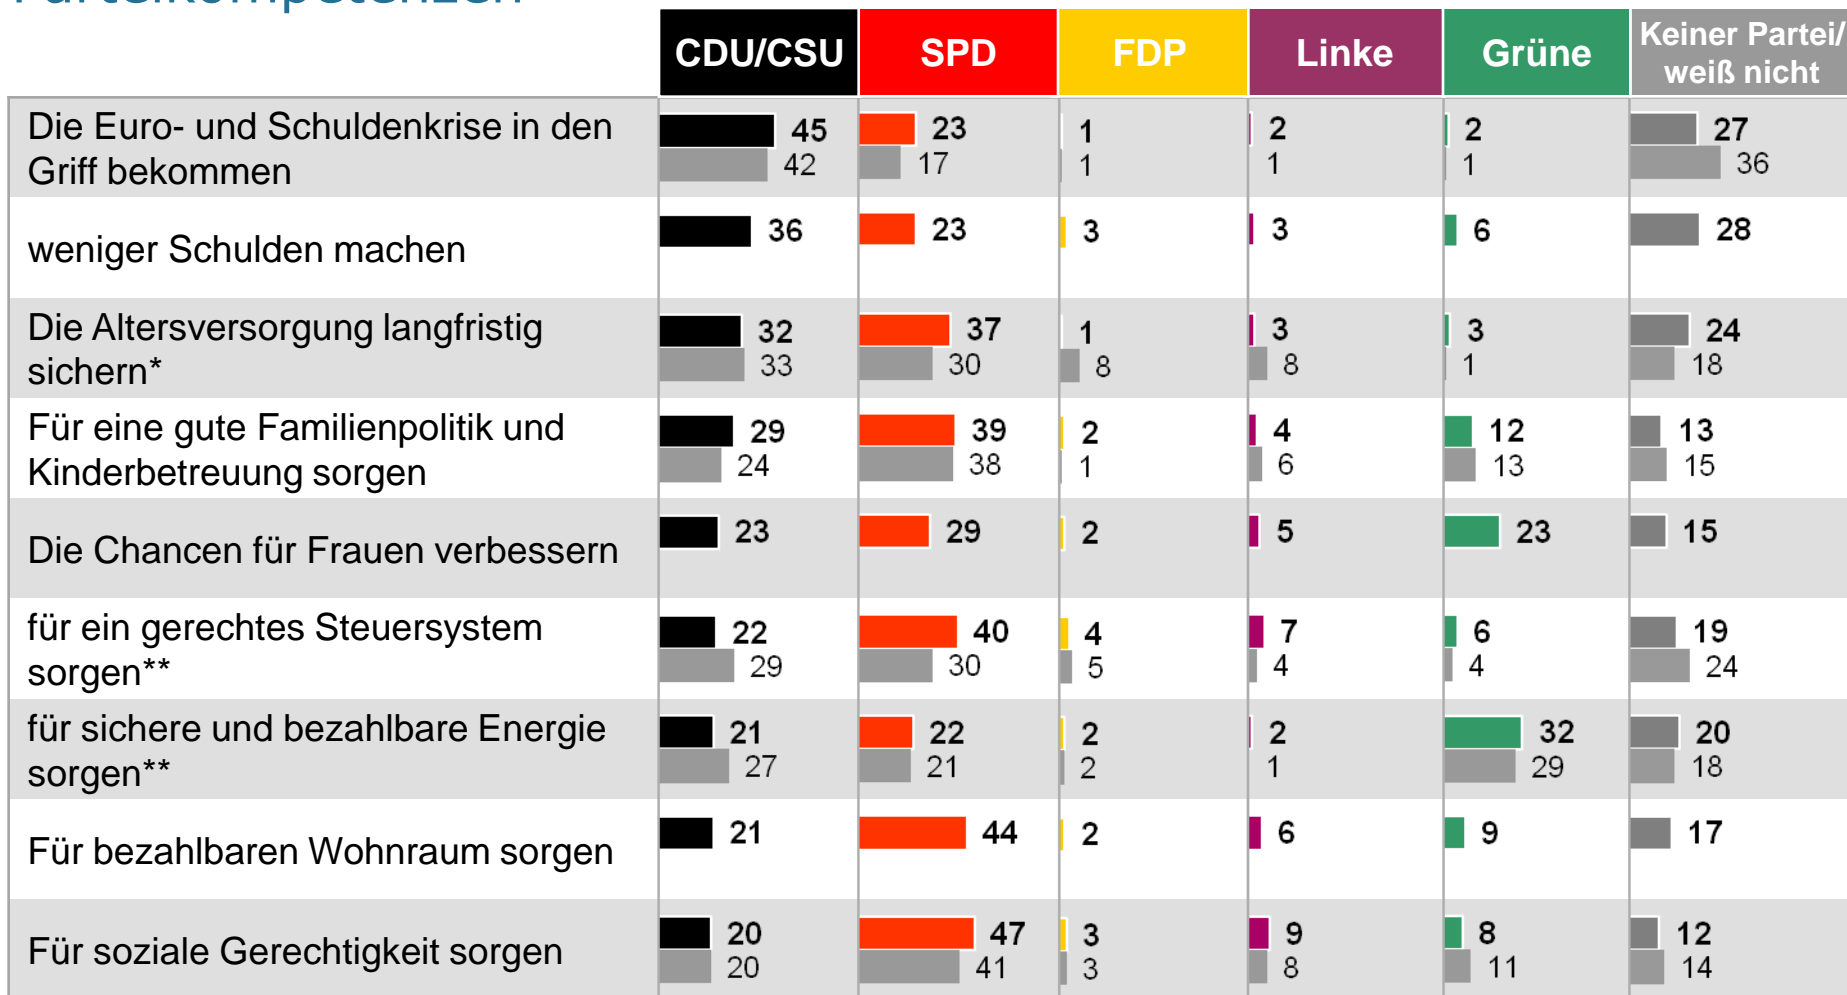 Parteikompetenzen
CDU/CSU SPD FDP Linke Grüne Keiner Partei/
weiß nicht
Die Euro- und Schuldenkrise in den
Griff bekommen
45 23 1 2 2 27
42 17 1 1 1 36
weniger Schulden machen
36 23 3 3 6 28
Die Altersversorgung langfristig
sichern*
32 37 1 3 3 24
33 30 8 8 1 18
Für eine gute Familienpolitik und
Kinderbetreuung sorgen
29 39 2 4 12 13
24 38 1 6 13 15
Die Chancen für Frauen verbessern
23 29 2 5 23 15
für ein gerechtes Steuersystem
sorgen**
22 40 4 7 6 19
29 30 5 4 4 24
für sichere und bezahlbare Energie
sorgen**
21 22 2 2 32 20
27 21 2 1 29 18
Für bezahlbaren Wohnraum sorgen
21 44 2 6 9 17
Für soziale Gerechtigkeit sorgen
20 47 3 9 8 12
20 41 3 8 11 14